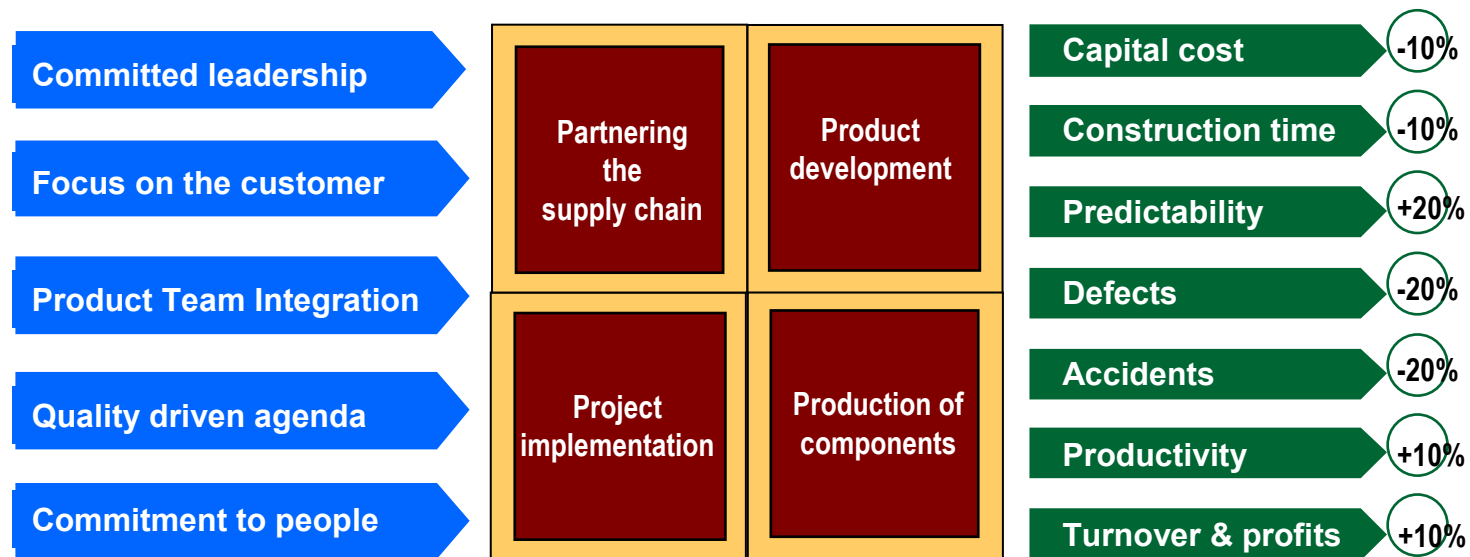 Committed leadership
Focus on the customer
Product Team Integration
Quality driven agenda
Commitment to people
Partnering
the
supply chain
Product
development
Project
implementation
Production of
components
Capital cost -10%
Construction time -10%
Predictability +20%
Defects -20%
Accidents -20%
Productivity +10%
Turnover & profits +10%